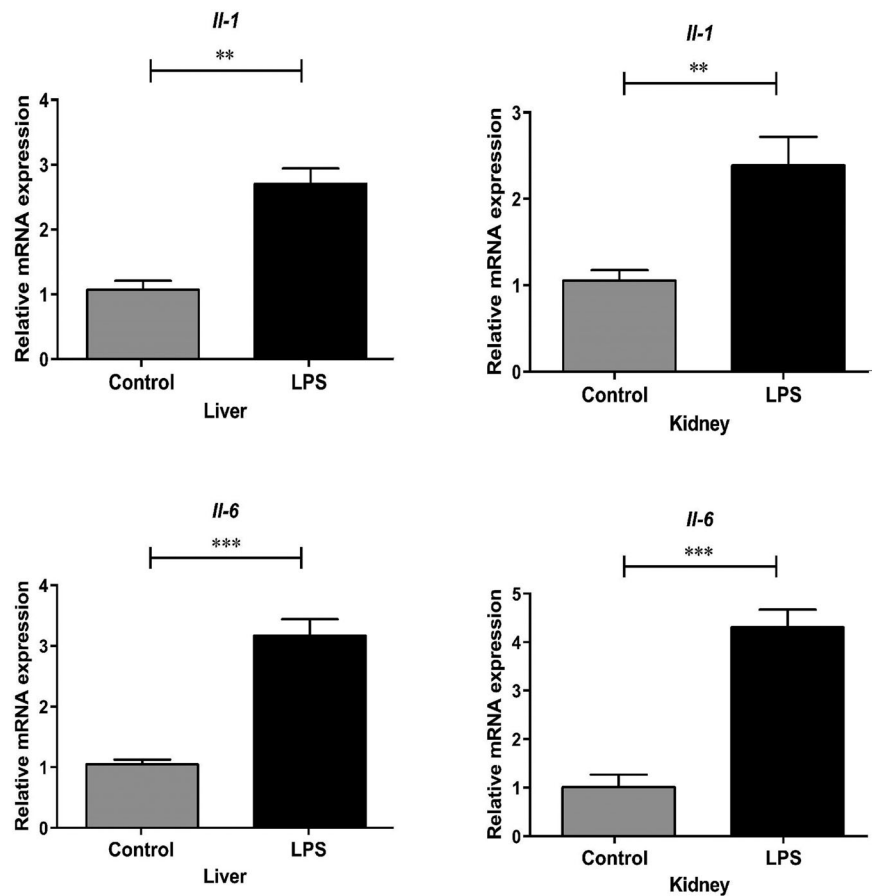 Il-1
**
Relative mRNA expression
4
3
2
1
0
Control LPS
Liver
Il-1
**
Relative mRNA expression
3
2
1
0
Control LPS
Kidney
Il-6
***
Relative mRNA expression
4
3
2
1
0
Control LPS
Liver
Il-6
***
Relative mRNA expression
5
4
3
2
1
0
Control LPS
Kidney